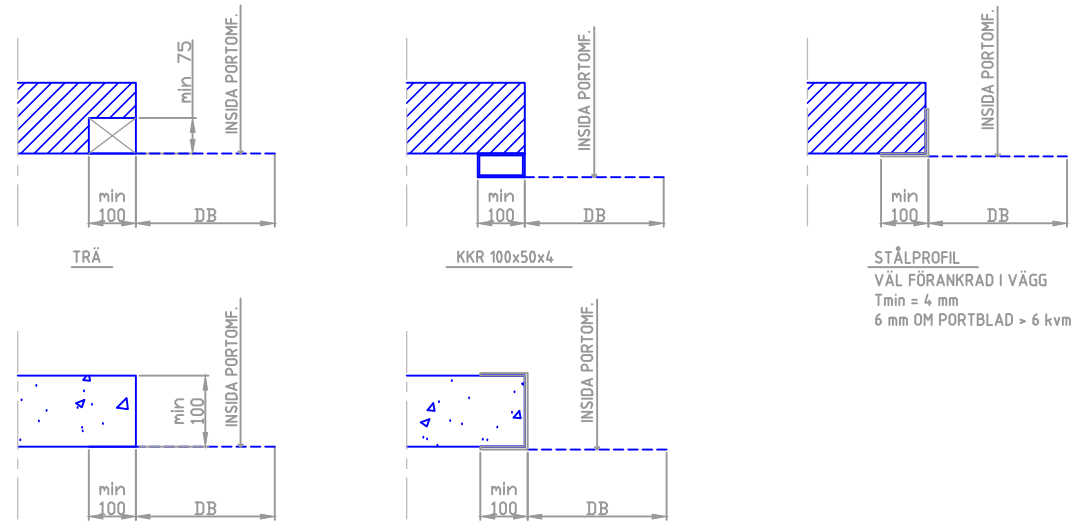 min 75
INSIDA PORTOMF.
min
100
DB
TRÄ
INSIDA PORTOMF.
min
100
DB
KKR 100x50x4
INSIDA PORTOMF.
min
100
DB
STÅLPROFIL
VÄL FÖRANKRAD I VÄGG
Tmin = 4 mm
6 mm OM PORTBLAD > 6 kvm
min
100
INSIDA PORTOMF.
min
100
DB
INSIDA PORTOMF.
min
100
DB